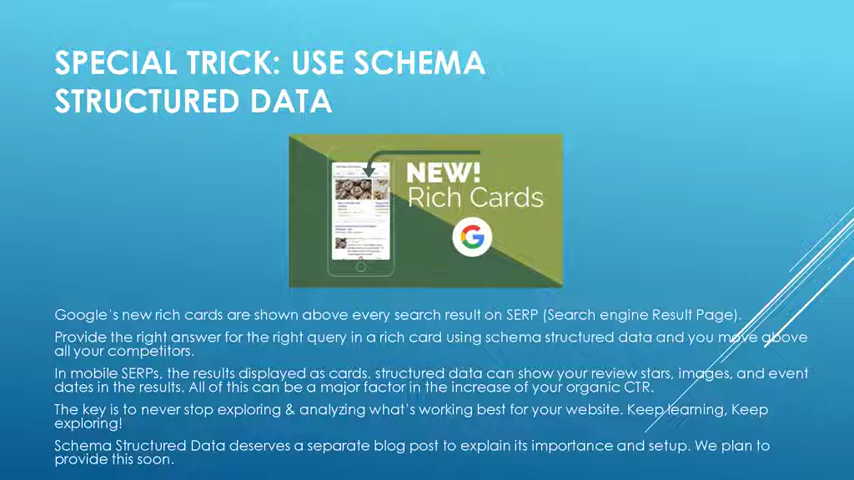 SPECIAL TRICK: USE SCHEMA
STRUCTURED DATA
NEW!
Rich Cards
G
Google's new rich cards are shown above every search result on SERP (Search engine Result Page).
Provide the right answer for the right query in a rich card using schema structured data and you move above
all your competitors.
In mobile SERPs, the results displayed as cards. structured data can show your review stars, images, and event
dates in the results. All of this can be a major factor in the increase of your organic CTR.
The key is to never stop exploring & analyzing what's working best for your website. Keep learning, Keep
exploring!
Schema Structured Data deserves a separate blog post to explain its importance and setup. We plan to
provide this soon.